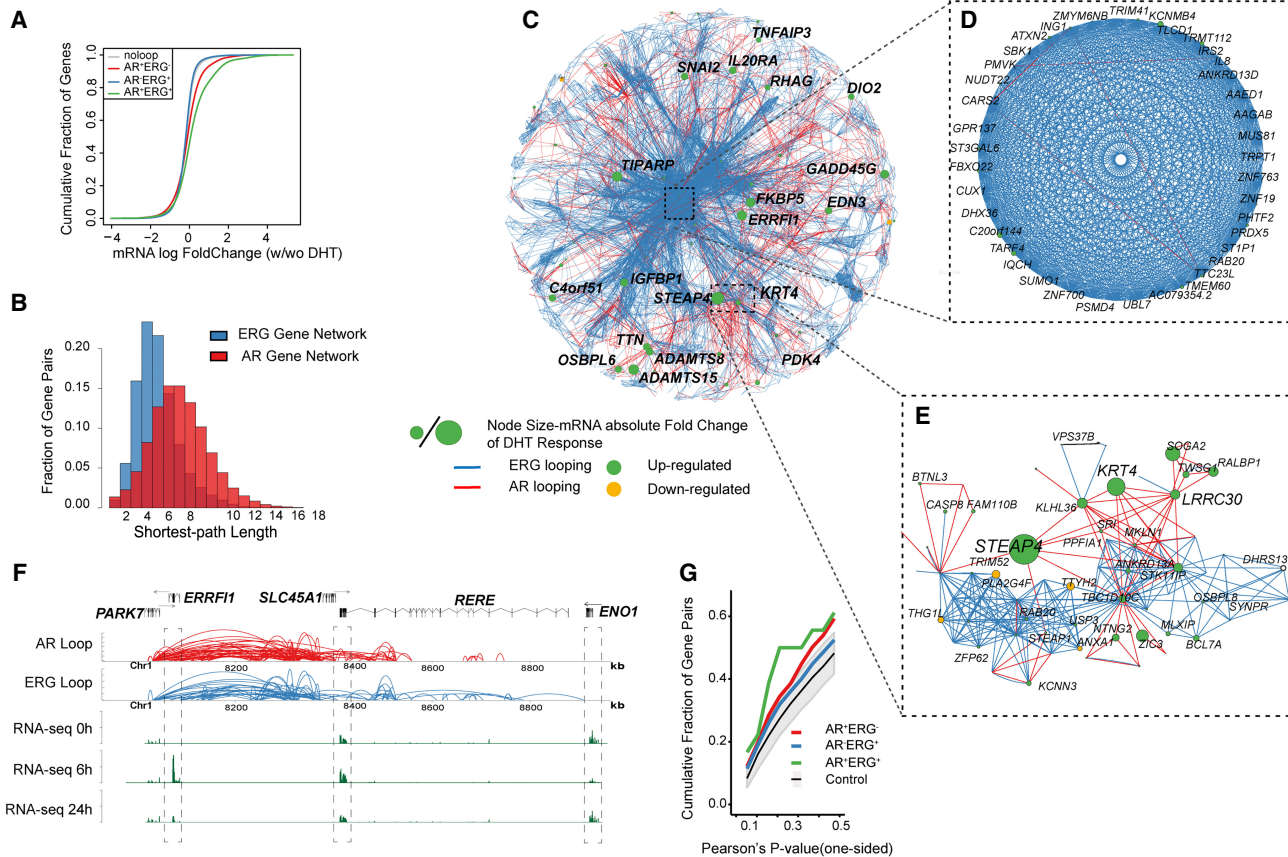 A
noloop
AR⁺ERG⁻
AR⁻ERG⁺
AR⁺ERG⁺
Cumulative Fraction of Genes
0.0
0.2
0.4
0.6
0.8
1.0
−4
−2
0
2
4
mRNA log FoldChange (w/wo DHT)
B
ERG Gene Network
AR Gene Network
Fraction of Gene Pairs
0.20
0.15
0.10
0.05
0.00
2 4 6 8 10 12 14 16 18
Shortest-path Length
C
TNFAIP3
SNAI2
IL20RA
RHAG
DIO2
TIPARP
GADD45G
FKBP5
EDN3
ERRFI1
IGFBP1
C4orf51
STEAP4
KRT4
TTN
OSBPL6
ADAMTS8
PDK4
ADAMTS15
Node Size-mRNA absolute Fold Change
of DHT Response
ERG looping
Up-regulated
AR looping
Down-regulated
D
TRIM41
ZMYM6NB
KCNMB4
ING1
TLCD1
ATXN2
TRMT112
SBK1
IRS2
PMVK
IL8
NUDT22
ANKRD13D
CARS2
AAED1
AAGAB
GPR137
MUS81
ST3GAL6
TRPT1
FBXO22
ZNF763
CUX1
ZNF19
DHX36
PHTF2
C20orf144
PRDX5
TARF4
ST1P1
IQCH
RAB20
SUMO1
TTC23L
ZNF700
TMEM60
AC079354.2
PSMD4
UBL7
E
VPS37B
SOGA2
TWSG1
RALBP1
BTNL3
KRT4
LRRC30
CASP8
FAM110B
KLHL36
SRI
MKLN1
PPFIA1
STEAP4
TRIM52
ANKRD13A
DHRS13
PLA2G4F
TTYH2
STK11IP
TBC1D10C
OSBPL8
THG1L
RAB20
USP3
SYNPR
STEAP1
NTNG2
MLXIP
ANXA1
ZIC3
BCL7A
ZFP62
KCNN3
F
ERRFI1
SLC45A1
RERE
PARK7
ENO1
AR Loop
Chr1
8200
8400
8600
8800
kb
ERG Loop
Chr1
8200
8400
8600
8800
kb
RNA-seq 0h
RNA-seq 6h
RNA-seq 24h
G
Cumulative Fraction of Gene Pairs
0.6
0.4
0.2
0.0
AR⁺ERG⁻
AR⁻ERG⁺
AR⁺ERG⁺
Control
0.1
0.3
0.5
Pearson's P-value(one-sided)